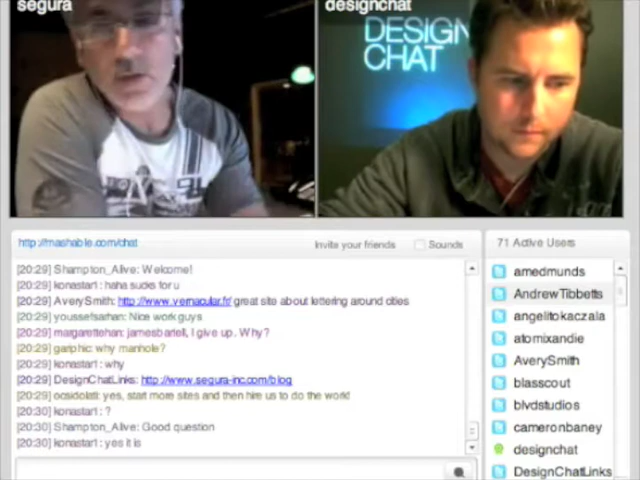 segura
designchat
DESIGN
CHAT
http://mashable.com/chat
Invite your friends
Sounds
71 Active Users
[20:29] Shampton_Alive: Welcome!
[20:29] konastar1: haha sucks for u
[20:29] AverySmith: http://www.vernacular.fr/ great site about lettering around cities
[20:29] youssefsarhan: Nice work guys
[20:29] margarettehan: jamesbartell, I give up. Why?
[20:29] garphic: why manhole?
[20:29] konastar1: why
[20:29] DesignChatLinks: http://www.segura-inc.com/blog
[20:29] oosidolati: yes, start more sites and then hire us to do the world
[20:30] konastar1: ?
[20:30] Shampton_Alive: Good question
[20:30] konastar1: yes it is
amedmunds
AndrewTibbetts
angelitokaczala
atomixandie
AverySmith
blasscout
blvdstudios
cameronbaney
designchat
DesignChatLinks